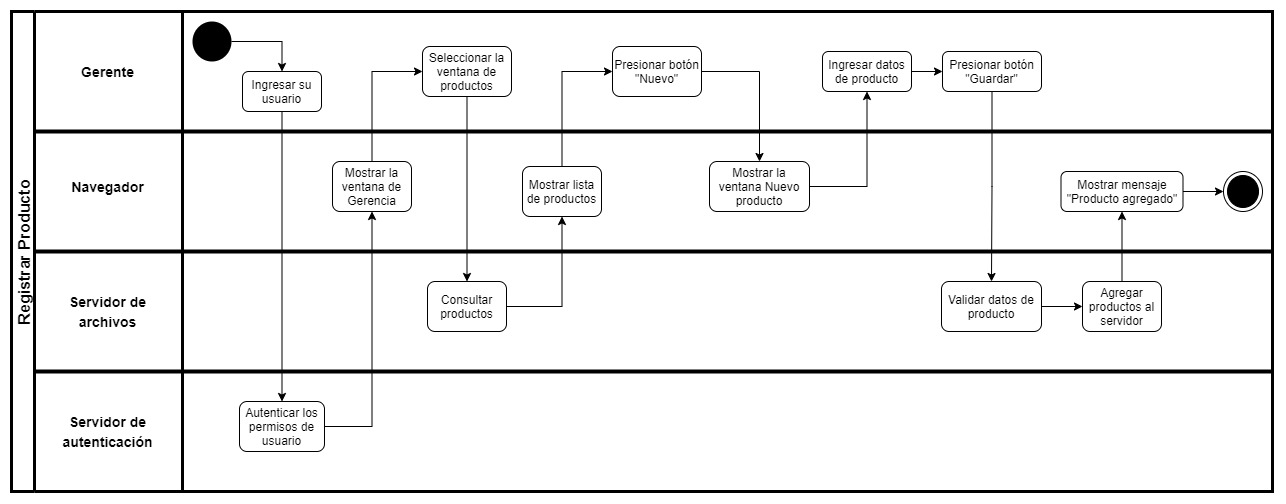 Registrar Producto
Gerente
Ingresar su
usuario
Seleccionar la
ventana de
productos
Presionar botón
"Nuevo"
Ingresar datos
de producto
Presionar botón
"Guardar"
Navegador
Mostrar la
ventana de
Gerencia
Mostrar lista
de productos
Mostrar la
ventana Nuevo
producto
Mostrar mensaje
"Producto agregado"
Servidor de
archivos
Consultar
productos
Validar datos de
producto
Agregar
productos al
servidor
Servidor de
autenticación
Autenticar los
permisos de
usuario